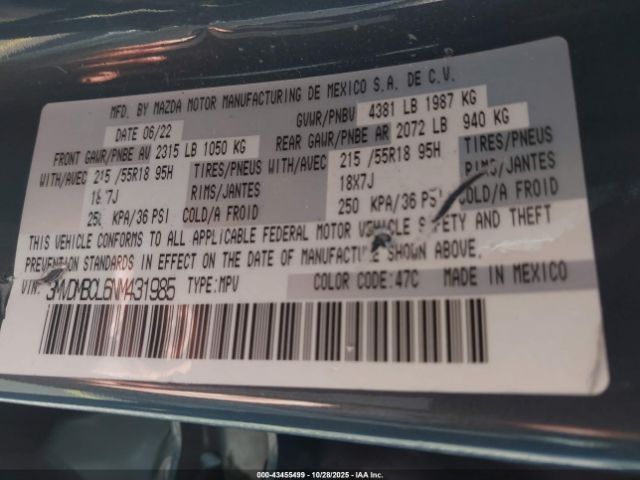 MFD. BY MAZDA MOTOR MANUFACTURING DE MEXICO S.A. DE C.V.
DATE 06/22 GVWR/PNBV 4381 LB 1987 KG
FRONT GAWR/PNBE AV 2315 LB 1050 KG REAR GAWR/PNBE AR 2072 LB 940 KG
WITH/AVEC 215 /55R18 95H TIRES/PNEUS WITH/AVEC 215 /55R18 95H TIRES/PNEUS
18X7J RIMS/JANTES 18X7J RIMS/JANTES
250 KPA/36 PSI COLD/A FROID 250 KPA/36 PSI COLD/A FROID
THIS VEHICLE CONFORMS TO ALL APPLICABLE FEDERAL MOTOR VEHICLE SAFETY AND THEFT
PREVENTION STANDARDS IN EFFECT ON THE DATE OF MANUFACTURE SHOWN ABOVE.
VIN: 3MVDMBCL6NM431985 TYPE:MPV COLOR CODE:47C MADE IN MEXICO
000-43455499 | 10/28/2025 | IAA Inc.